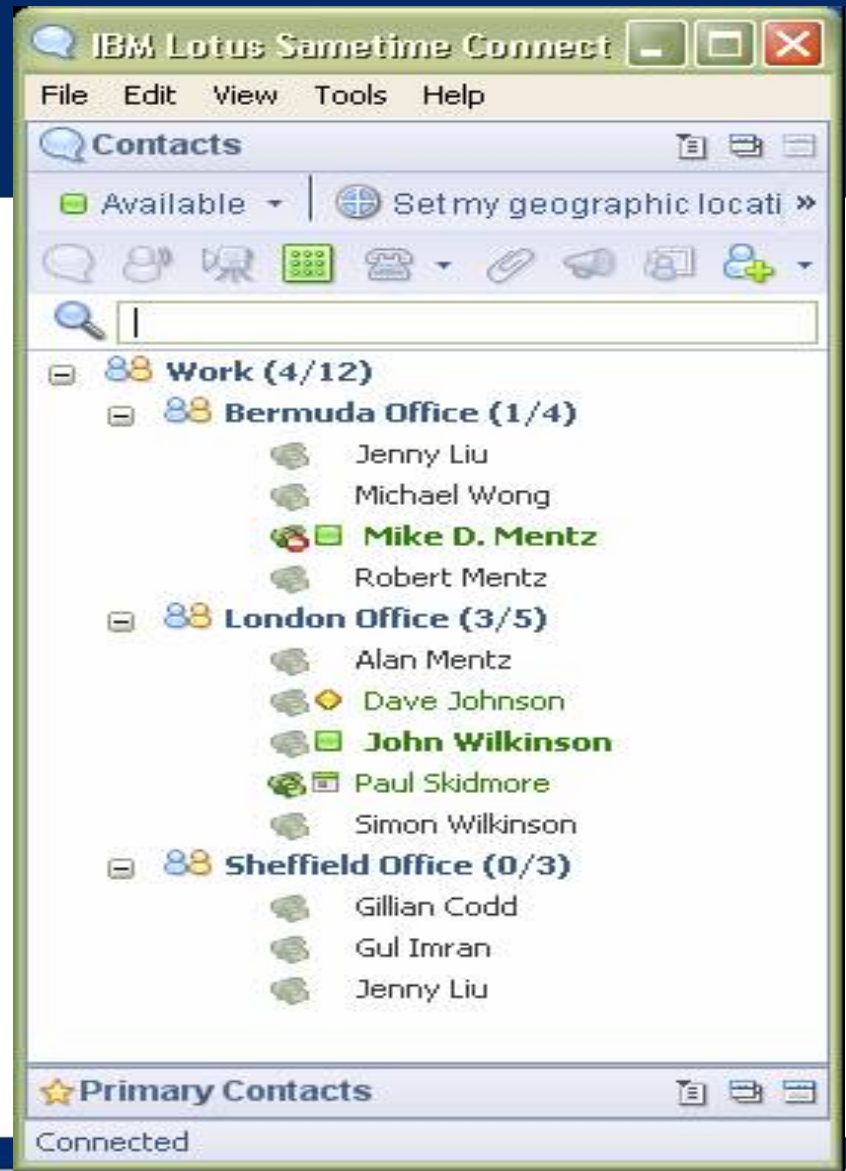 IBM Lotus Sametime Connect
File Edit View Tools Help
Contacts
Available Set my geographic locati »
Work (4/12)
Bermuda Office (1/4)
Jenny Liu
Michael Wong
Mike D. Mentz
Robert Mentz
London Office (3/5)
Alan Mentz
Dave Johnson
John Wilkinson
Paul Skidmore
Simon Wilkinson
Sheffield Office (0/3)
Gillian Codd
Gul Imran
Jenny Liu
Primary Contacts
Connected